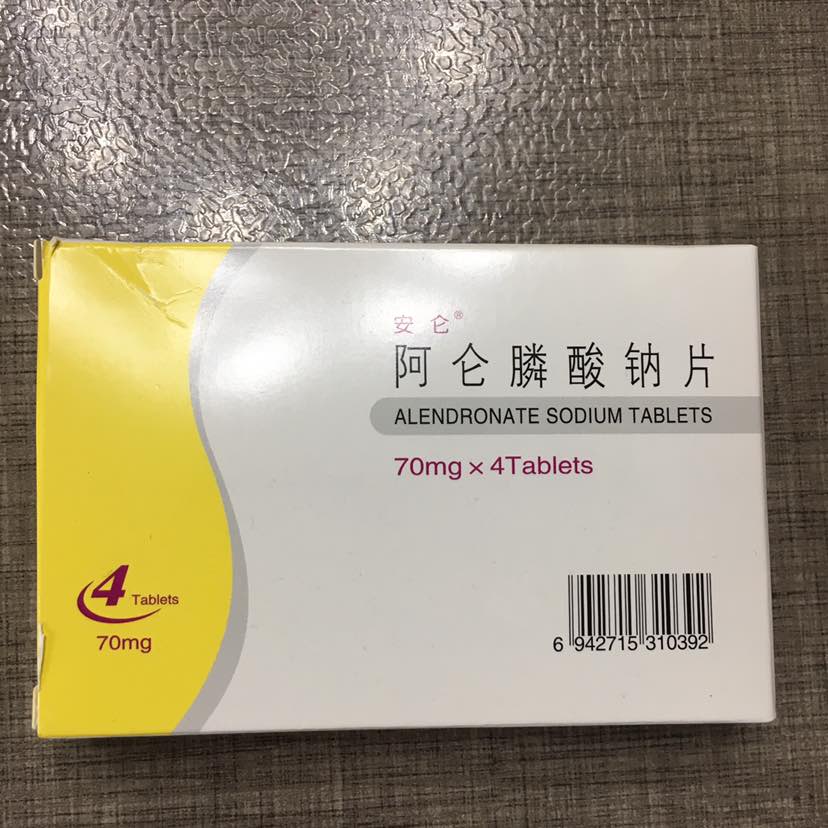 安仑®
阿仑膦酸钠片
ALENDRONATE SODIUM TABLETS
70mg × 4Tablets
4 Tablets
70mg
6 942715 310392